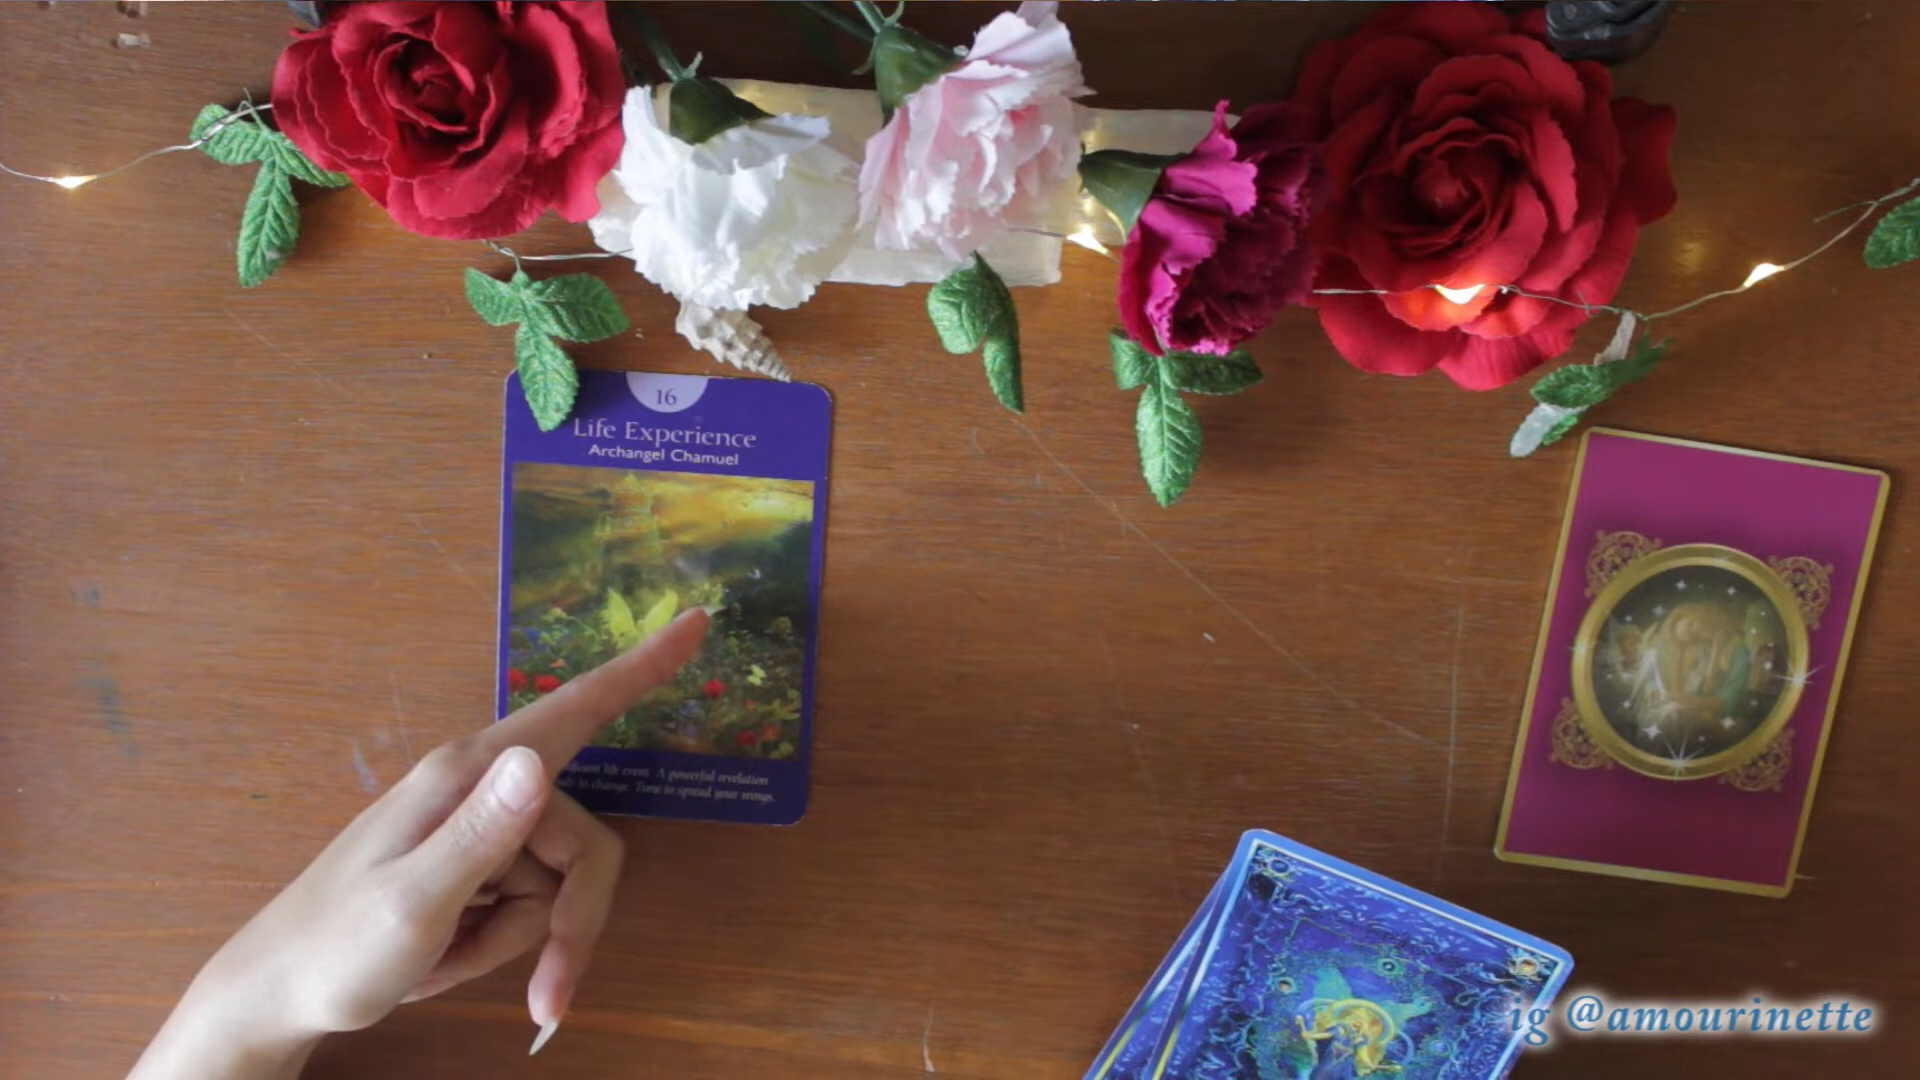 16
Life Experience
Archangel Chamuel
life event. A powerful revelation
to change. Time to spread your wings.
ig @amourinette